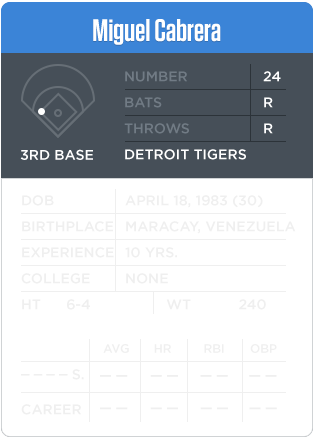 Miguel Cabrera
NUMBER 24
BATS R
THROWS R
3RD BASE DETROIT TIGERS
DOB APRIL 18, 1983 (30)
BIRTHPLACE MARACAY, VENEZUELA
EXPERIENCE 10 YRS.
COLLEGE NONE
HT 6-4 WT 240
AVG HR RBI OBP
– – – – S. – – – – – – – –
CAREER – – – – – – – –